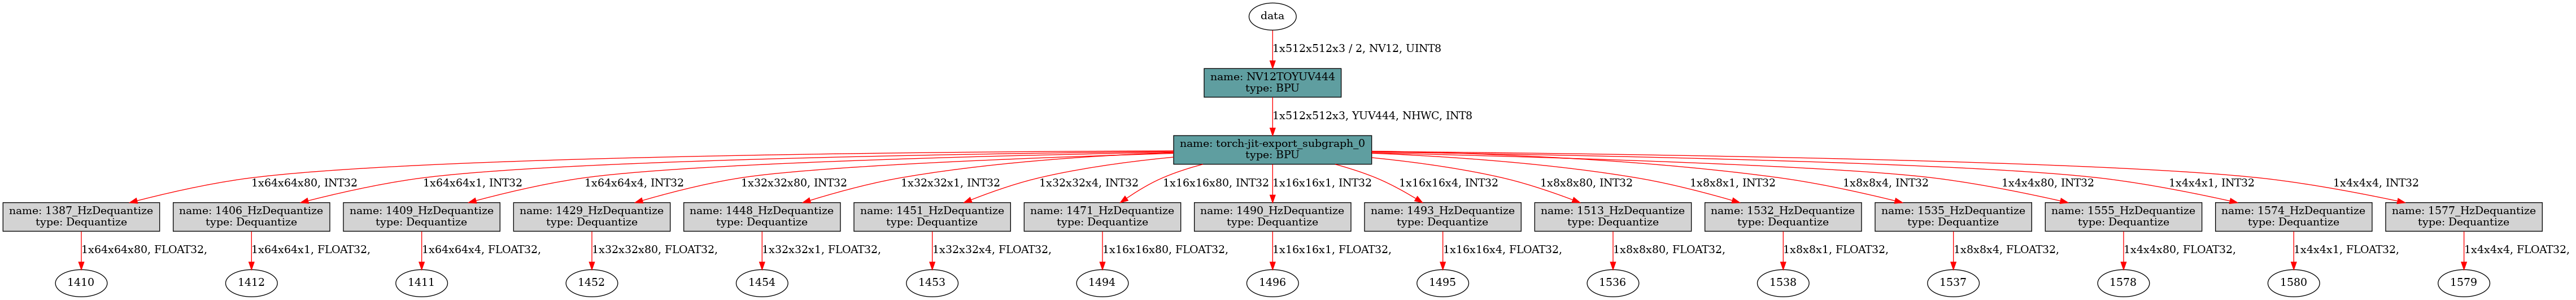 data
1x512x512x3 / 2, NV12, UINT8
name: NV12TOYUV444
type: BPU
1x512x512x3, YUV444, NHWC, INT8
name: torch-jit-export_subgraph_0
type: BPU
1x64x64x80, INT32
1x64x64x1, INT32
1x64x64x4, INT32
1x32x32x80, INT32
1x32x32x1, INT32
1x32x32x4, INT32
1x16x16x80, INT32
1x16x16x1, INT32
1x16x16x4, INT32
1x8x8x80, INT32
1x8x8x1, INT32
1x8x8x4, INT32
1x4x4x80, INT32
1x4x4x1, INT32
1x4x4x4, INT32
name: 1387_HzDequantize
type: Dequantize
name: 1406_HzDequantize
type: Dequantize
name: 1409_HzDequantize
type: Dequantize
name: 1429_HzDequantize
type: Dequantize
name: 1448_HzDequantize
type: Dequantize
name: 1451_HzDequantize
type: Dequantize
name: 1471_HzDequantize
type: Dequantize
name: 1490_HzDequantize
type: Dequantize
name: 1493_HzDequantize
type: Dequantize
name: 1513_HzDequantize
type: Dequantize
name: 1532_HzDequantize
type: Dequantize
name: 1535_HzDequantize
type: Dequantize
name: 1555_HzDequantize
type: Dequantize
name: 1574_HzDequantize
type: Dequantize
name: 1577_HzDequantize
type: Dequantize
1x64x64x80, FLOAT32,
1x64x64x1, FLOAT32,
1x64x64x4, FLOAT32,
1x32x32x80, FLOAT32,
1x32x32x1, FLOAT32,
1x32x32x4, FLOAT32,
1x16x16x80, FLOAT32,
1x16x16x1, FLOAT32,
1x16x16x4, FLOAT32,
1x8x8x80, FLOAT32,
1x8x8x1, FLOAT32,
1x8x8x4, FLOAT32,
1x4x4x80, FLOAT32,
1x4x4x1, FLOAT32,
1x4x4x4, FLOAT32,
1410
1412
1411
1452
1454
1453
1494
1496
1495
1536
1538
1537
1578
1580
1579